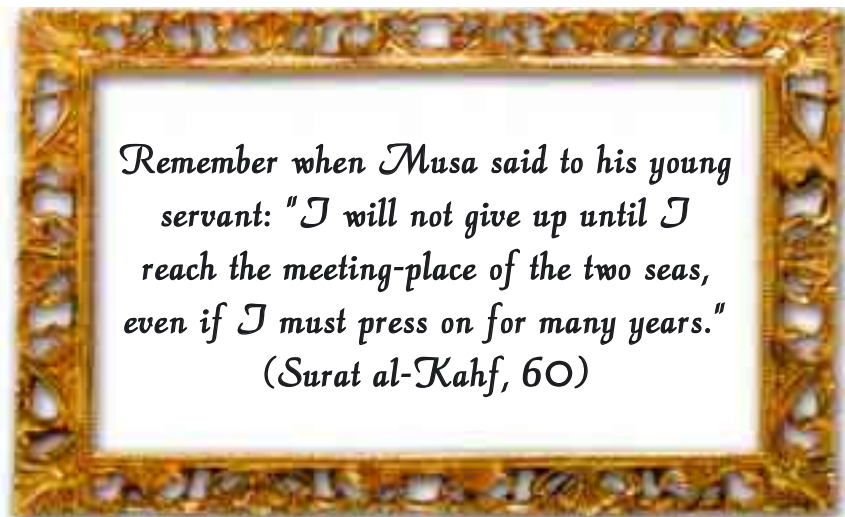 Remember when Musa said to his young
servant: "I will not give up until I
reach the meeting-place of the two seas,
even if I must press on for many years."
(Surat al-Kahf, 60)